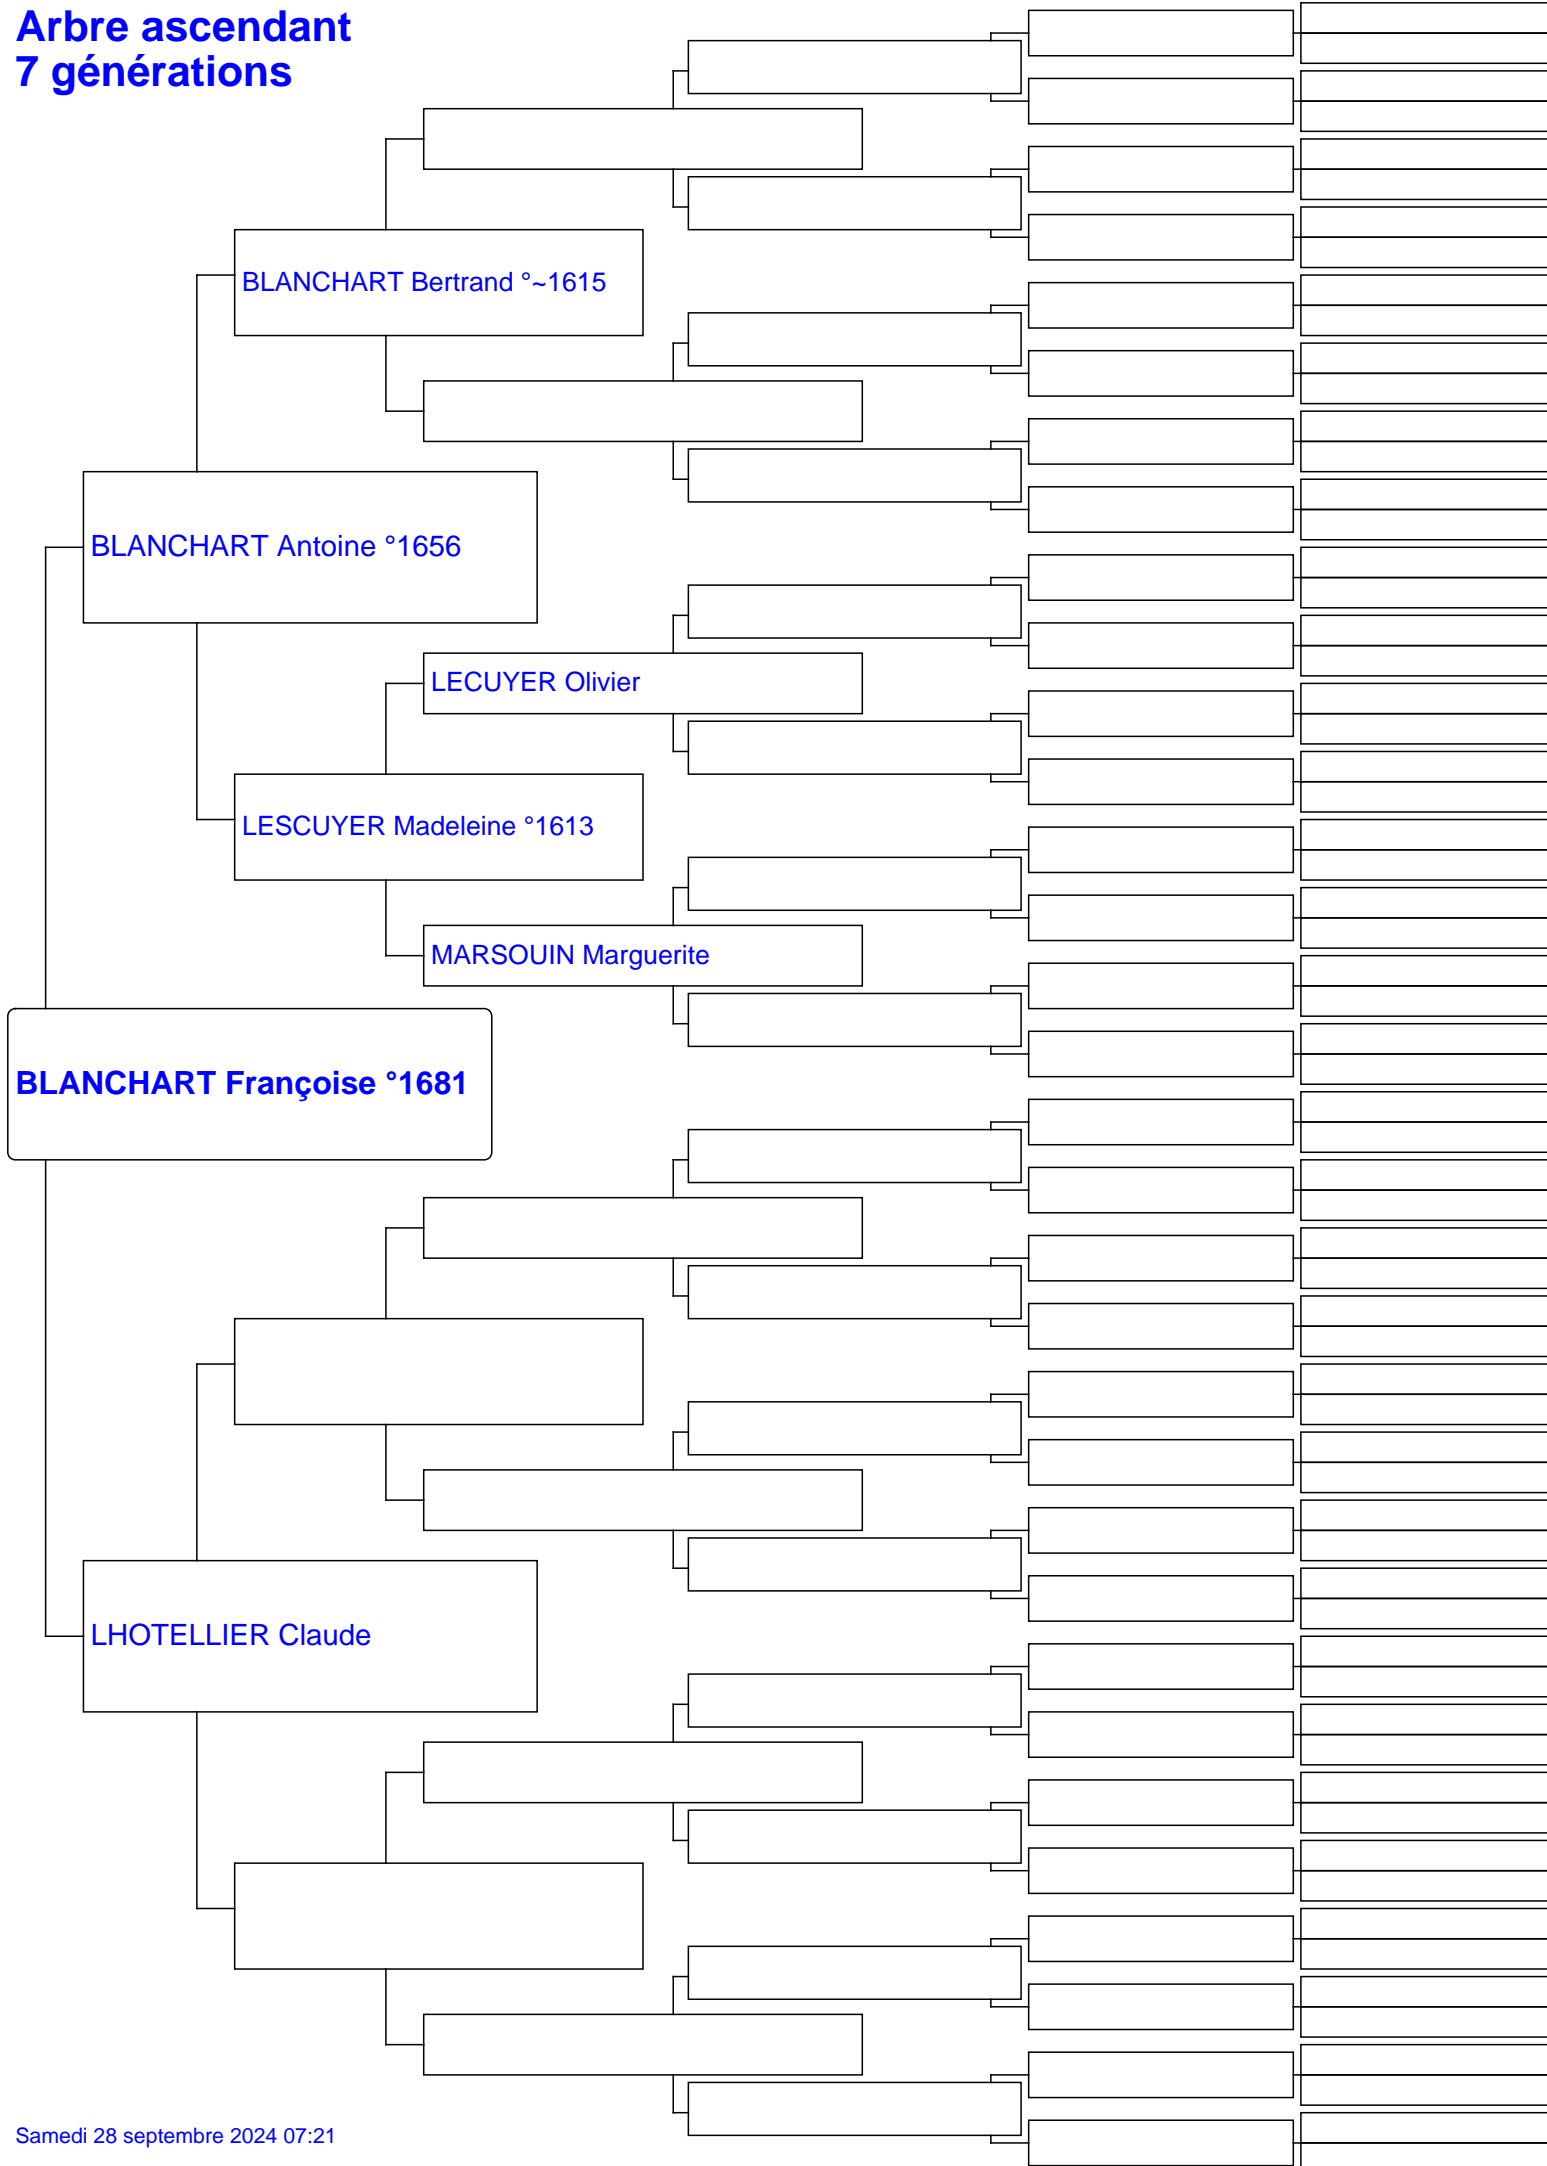 Arbre ascendant
7 générations
BLANCHART Bertrand °~1615
BLANCHART Antoine °1656
LECUYER Olivier
LESCUYER Madeleine °1613
MARSOUIN Marguerite
BLANCHART Françoise °1681
LHOTELLIER Claude
Samedi 28 septembre 2024 07:21